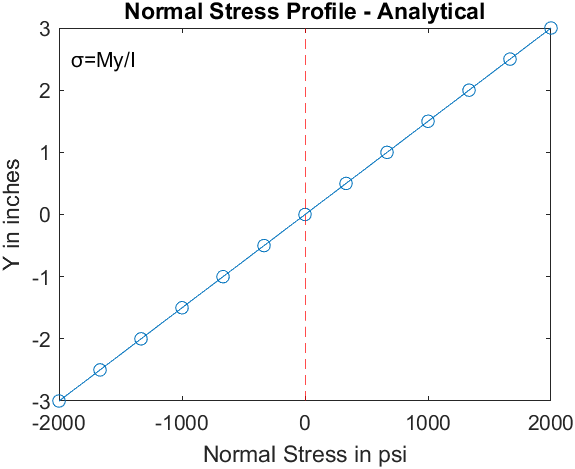 Normal Stress Profile - Analytical
σ=My/I
3
2
1
0
-1
-2
-3
Y in inches
-2000 -1000 0 1000 2000
Normal Stress in psi